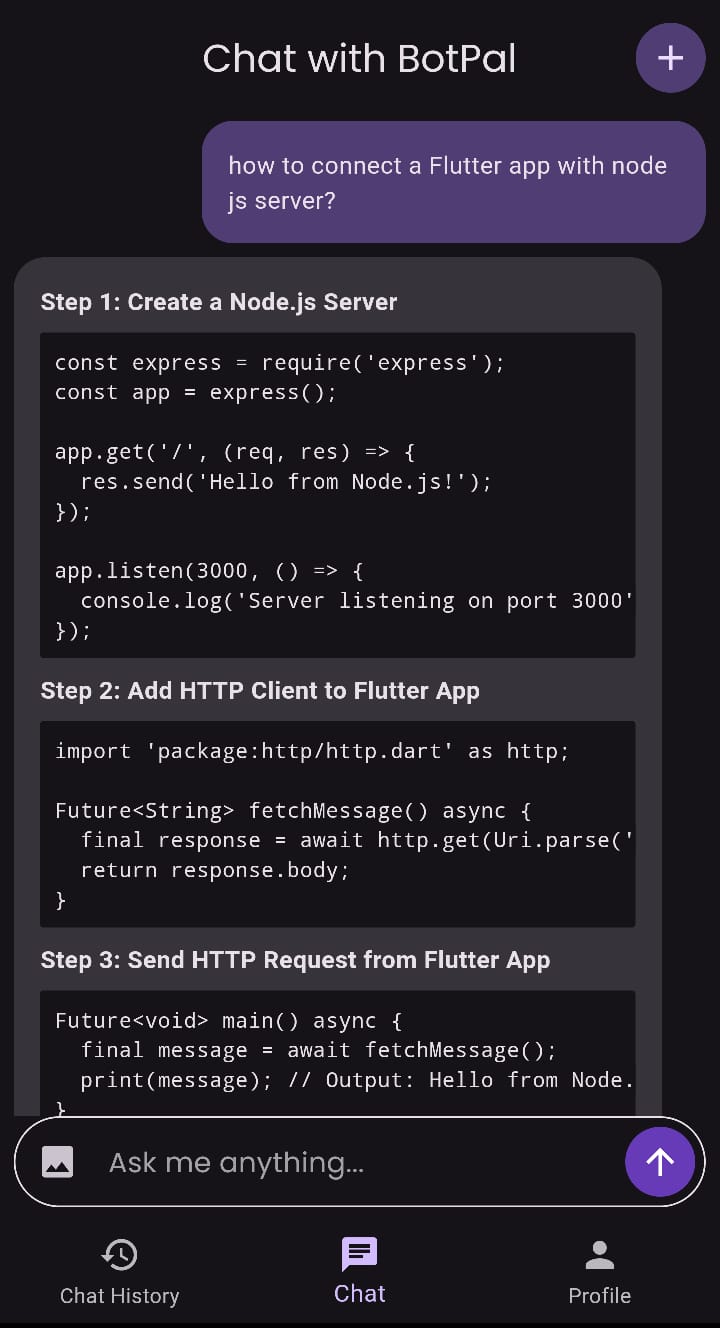 Chat with BotPal
+
how to connect a Flutter app with node
js server?
Step 1: Create a Node.js Server
const express = require('express');
const app = express();
app.get('/', (req, res) => {
  res.send('Hello from Node.js!');
});
app.listen(3000, () => {
  console.log('Server listening on port 3000'
});
Step 2: Add HTTP Client to Flutter App
import 'package:http/http.dart' as http;
Future<String> fetchMessage() async {
  final response = await http.get(Uri.parse('
  return response.body;
}
Step 3: Send HTTP Request from Flutter App
Future<void> main() async {
  final message = await fetchMessage();
  print(message); // Output: Hello from Node.
}
Ask me anything...
Chat History
Chat
Profile